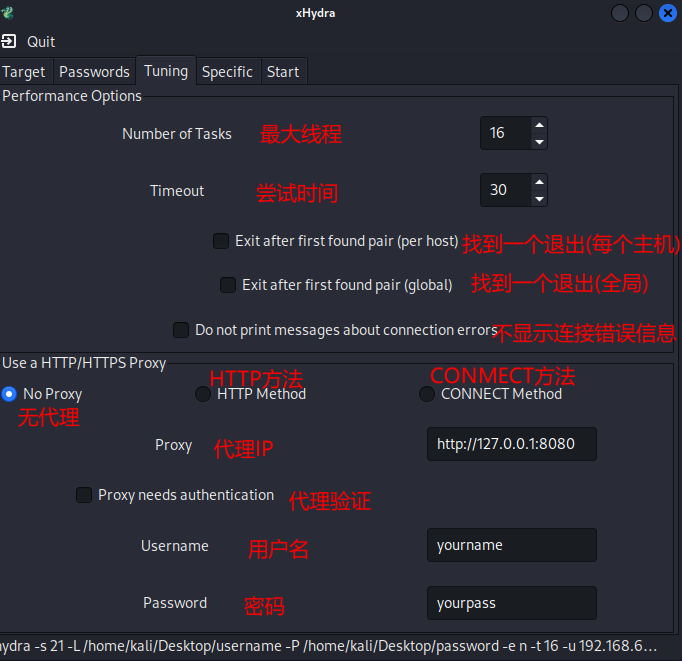 xHydra
Quit
Target Passwords Tuning Specific Start
Performance Options
Number of Tasks 最大线程 16
Timeout 尝试时间 30
Exit after first found pair (per host) 找到一个退出(每个主机)
Exit after first found pair (global) 找到一个退出(全局)
Do not print messages about connection errors 不显示连接错误信息
Use a HTTP/HTTPS Proxy
HTTP方法 CONMECT方法
No Proxy HTTP Method CONNECT Method
无代理
Proxy 代理IP http://127.0.0.1:8080
Proxy needs authentication 代理验证
Username 用户名 yourname
Password 密码 yourpass
hydra -s 21 -L /home/kali/Desktop/username -P /home/kali/Desktop/password -e n -t 16 -u 192.168.6…